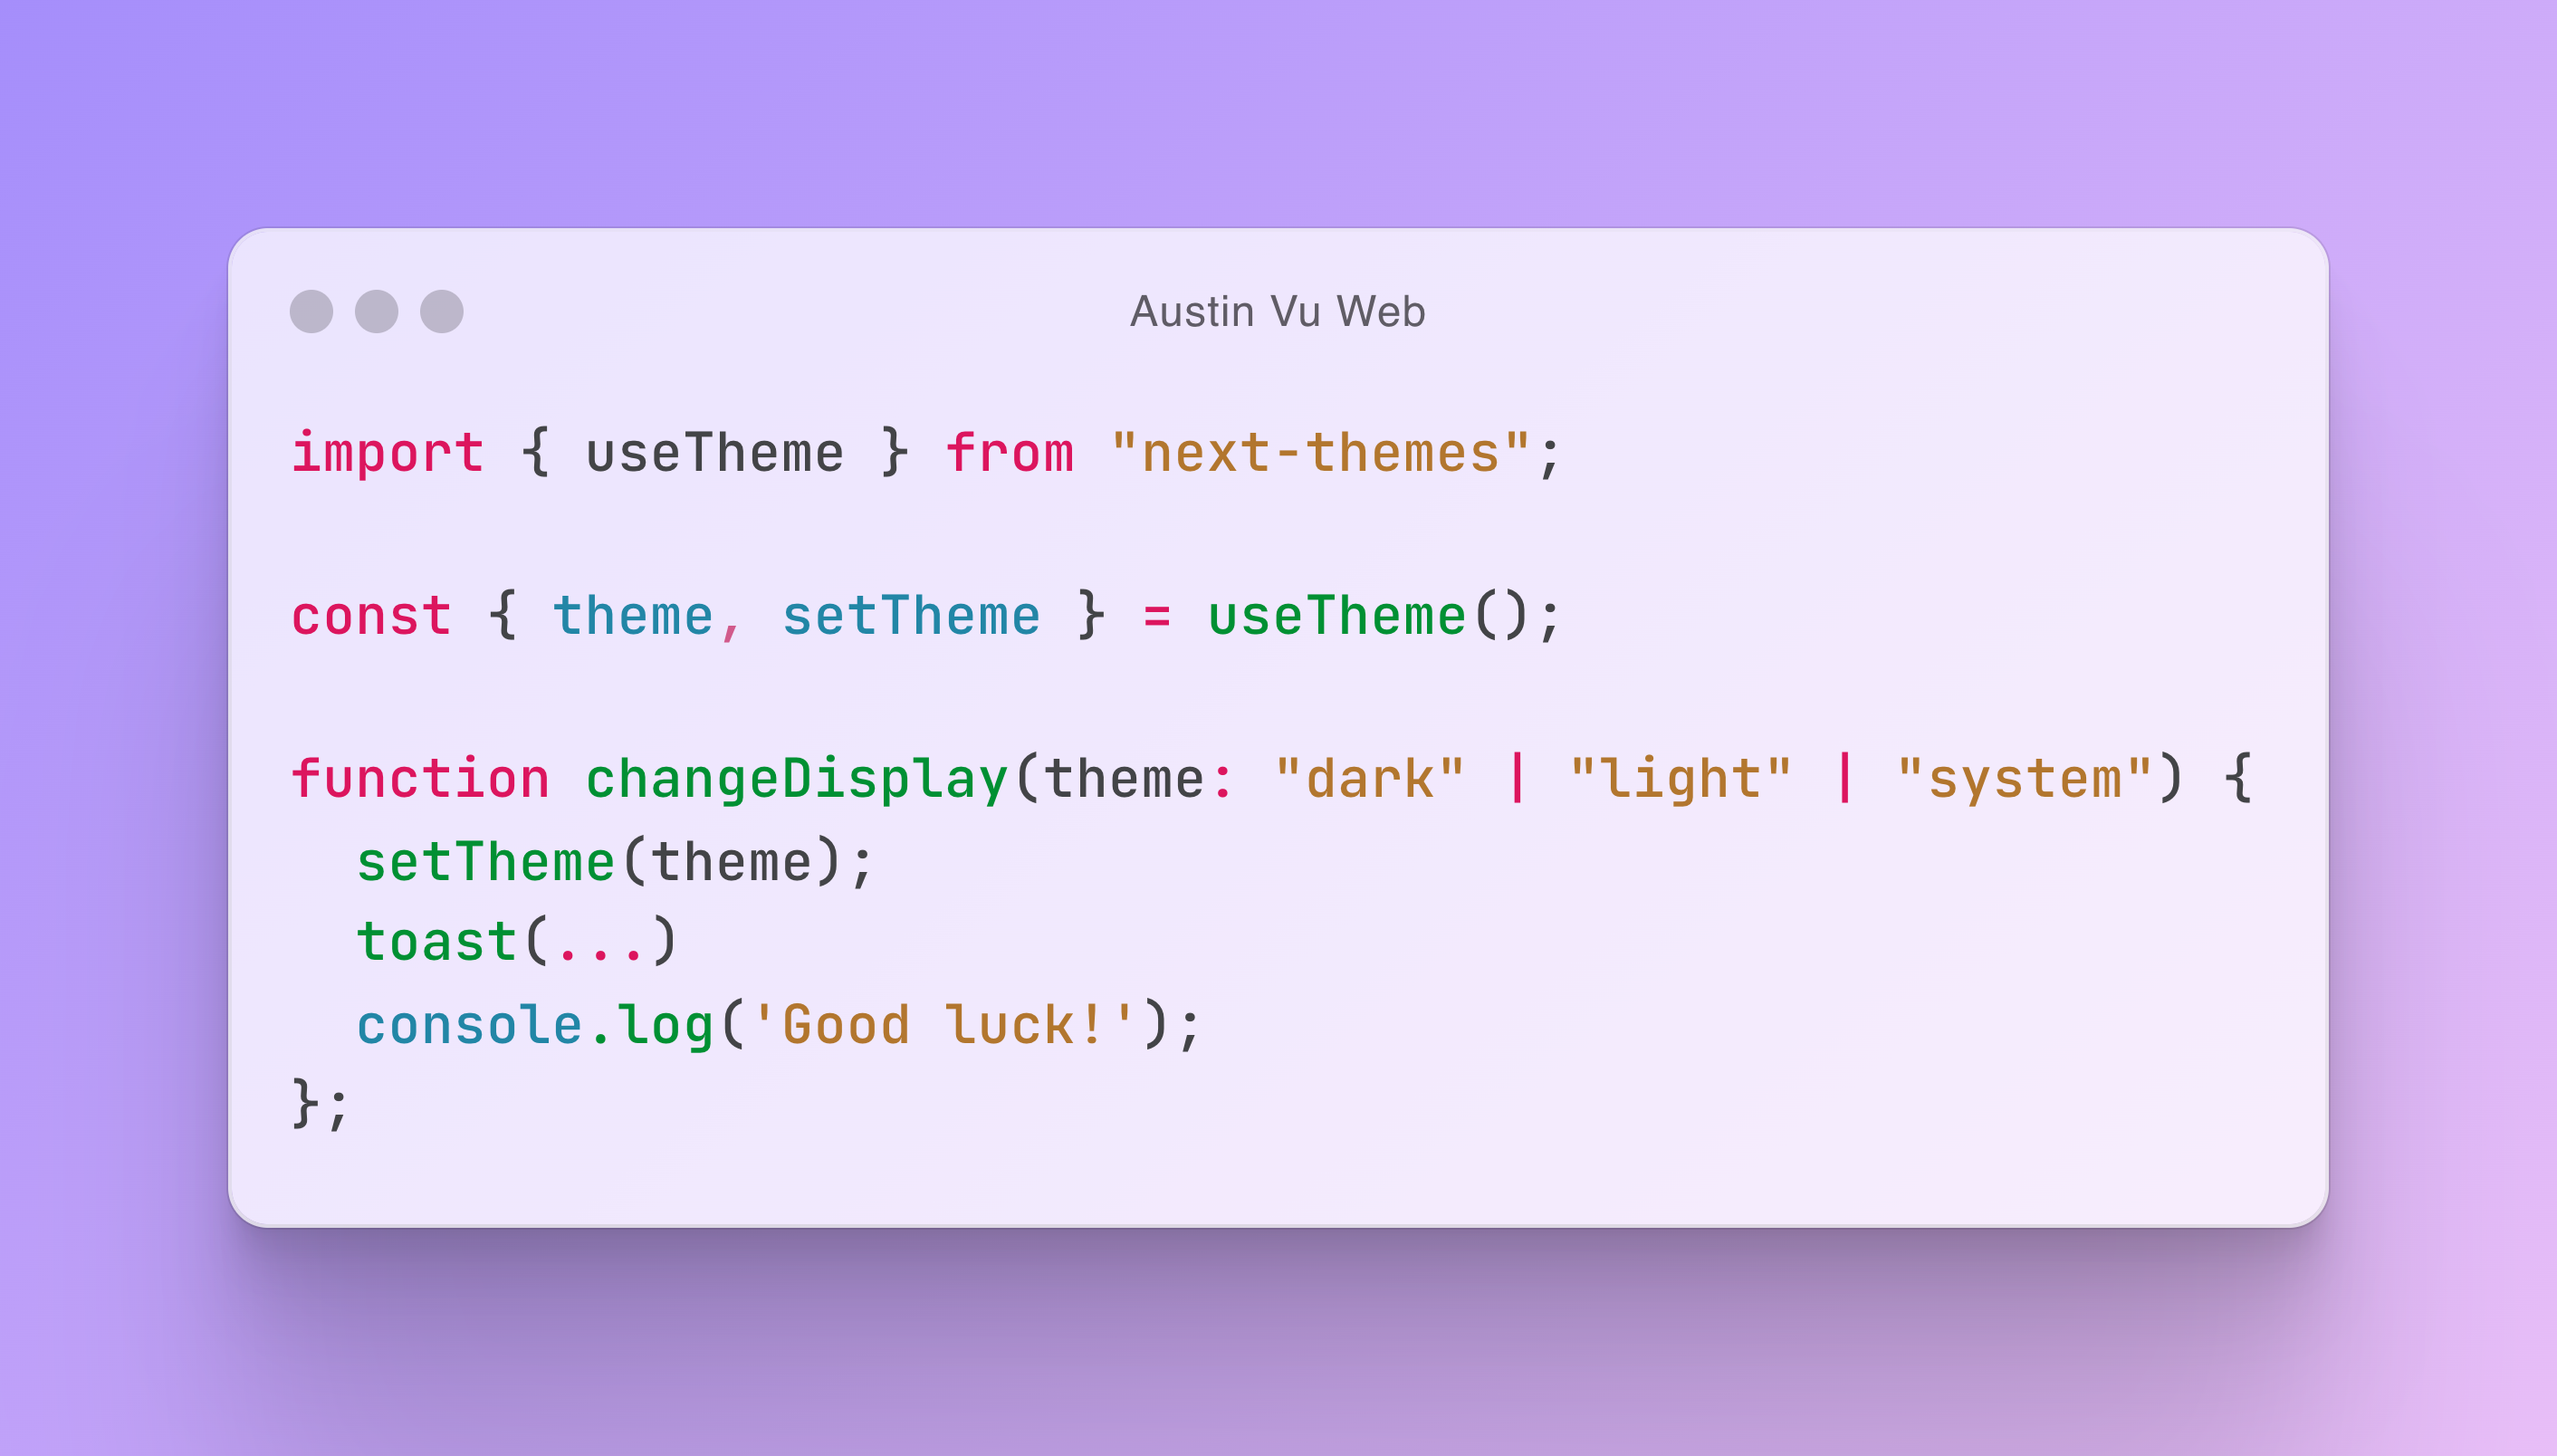 Austin Vu Web
import { useTheme } from "next-themes";
const { theme, setTheme } = useTheme();
function changeDisplay(theme: "dark" | "light" | "system") {
  setTheme(theme);
  toast(...)
  console.log('Good luck!');
};